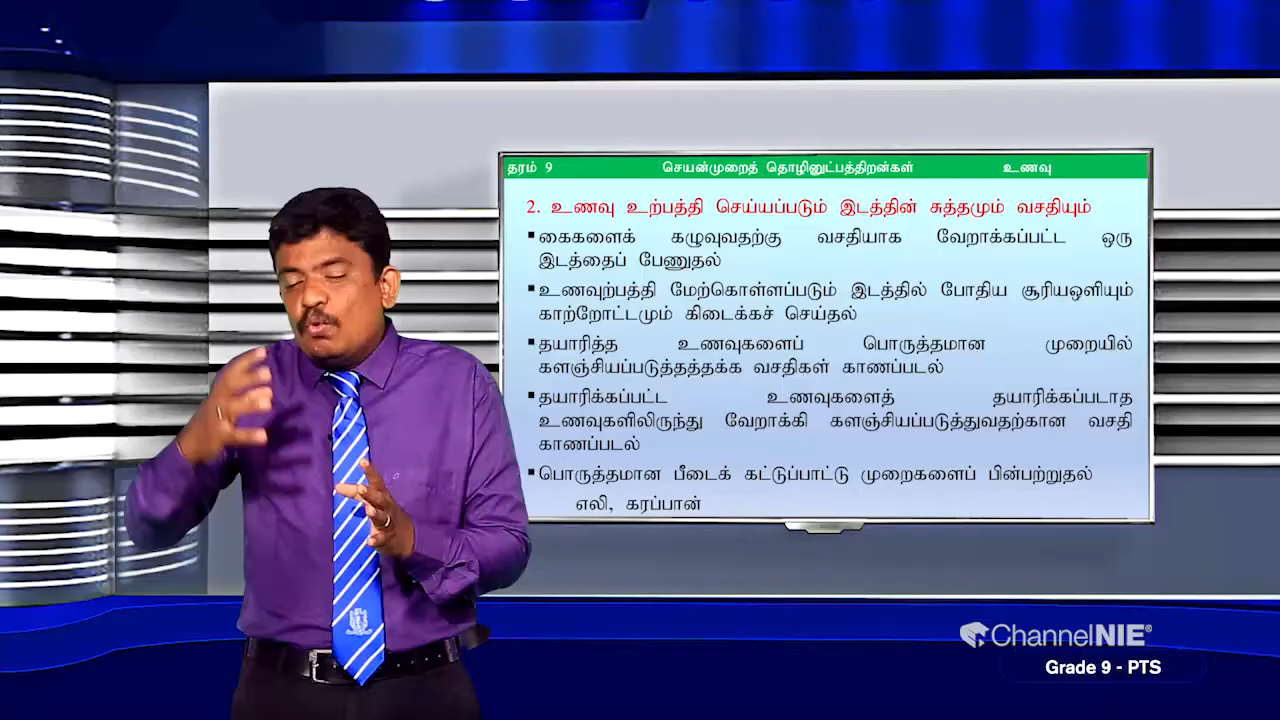 தரம் 9 செயன்முறைத் தொழினுட்பத்திறன்கள் உணவு
2. உணவு உற்பத்தி செய்யப்படும் இடத்தின் சுத்தமும் வசதியும்
▪கைகளைக் கழுவுவதற்கு வசதியாக வேறாக்கப்பட்ட ஒரு
இடத்தைப் பேணுதல்
▪உணவுற்பத்தி மேற்கொள்ளப்படும் இடத்தில் போதிய சூரியஒளியும்
காற்றோட்டமும் கிடைக்கச் செய்தல்
▪தயாரித்த உணவுகளைப் பொருத்தமான முறையில்
களஞ்சியப்படுத்தத்தக்க வசதிகள் காணப்படல்
▪தயாரிக்கப்பட்ட உணவுகளைத் தயாரிக்கப்படாத
உணவுகளிலிருந்து வேறாக்கி களஞ்சியப்படுத்துவதற்கான வசதி
காணப்படல்
▪பொருத்தமான பீடைக் கட்டுப்பாட்டு முறைகளைப் பின்பற்றுதல்
எலி, கரப்பான்
ChannelNIE®
Grade 9 - PTS